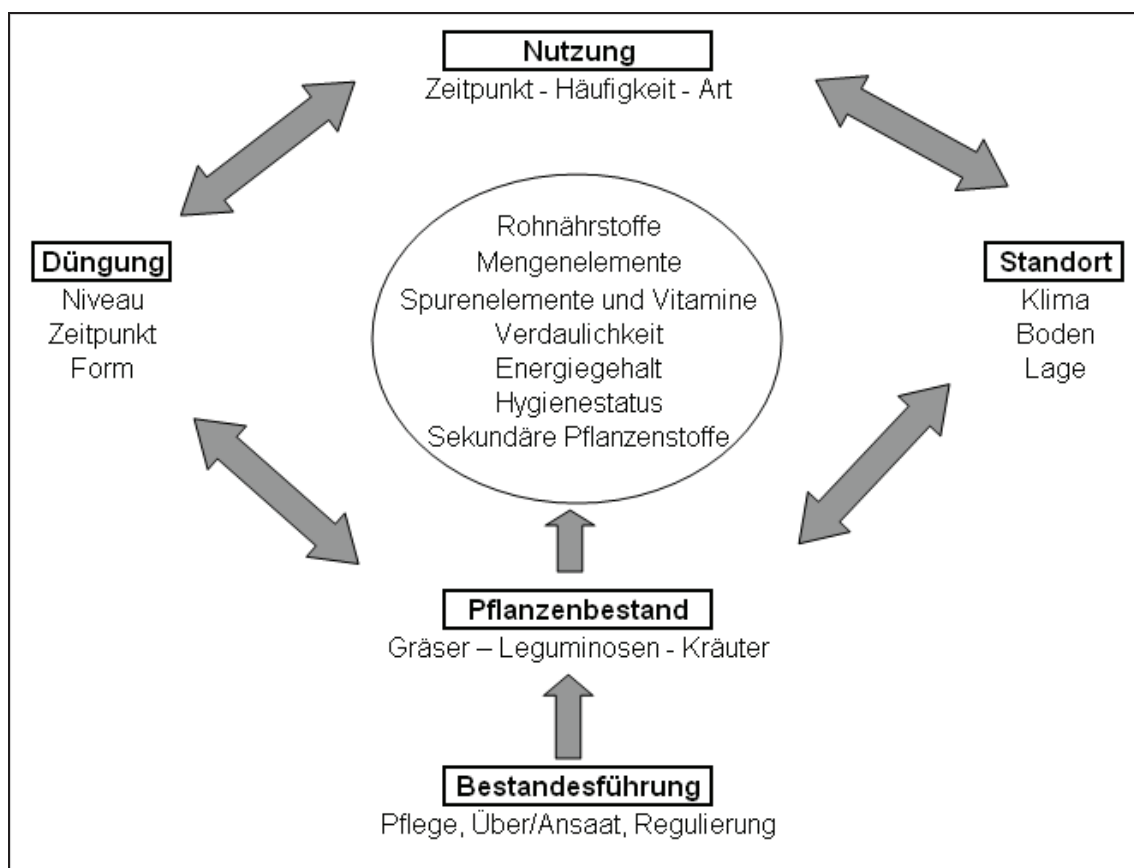 Nutzung
Zeitpunkt - Häufigkeit - Art
Düngung
Niveau
Zeitpunkt
Form
Rohnährstoffe
Mengenelemente
Spurenelemente und Vitamine
Verdaulichkeit
Energiegehalt
Hygienestatus
Sekundäre Pflanzenstoffe
Standort
Klima
Boden
Lage
Pflanzenbestand
Gräser – Leguminosen - Kräuter
Bestandesführung
Pflege, Über/Ansaat, Regulierung